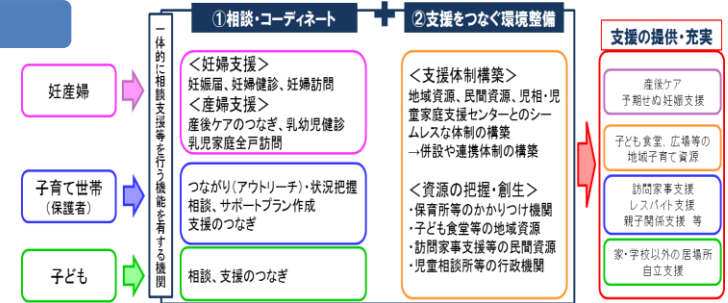 ①相談・コーディネート
②支援をつなぐ環境整備
支援の提供・充実
妊産婦
子育て世帯
(保護者)
子ども
一体的に相談支援等を行う機能を有する機関
<妊婦支援>
妊娠届、妊婦健診、妊婦訪問
<産婦支援>
産後ケアのつなぎ、乳幼児健診
乳児家庭全戸訪問
つながり(アウトリーチ)・状況把握
相談、サポートプラン作成
支援のつなぎ
相談、支援のつなぎ
<支援体制構築>
地域資源、民間資源、児相・児
童家庭支援センターとのシー
ムレスな体制の構築
→併設や連携体制の構築
<資源の把握・創生>
・保育所等のかかりつけ機関
・子ども食堂等の地域資源
・訪問家事支援等の民間資源
・児童相談所等の行政機関
産後ケア
予期せぬ妊娠支援
子ども食堂、広場等の
地域子育て資源
訪問家事支援
レスパイト支援
親子関係支援 等
家・学校以外の居場所
自立支援